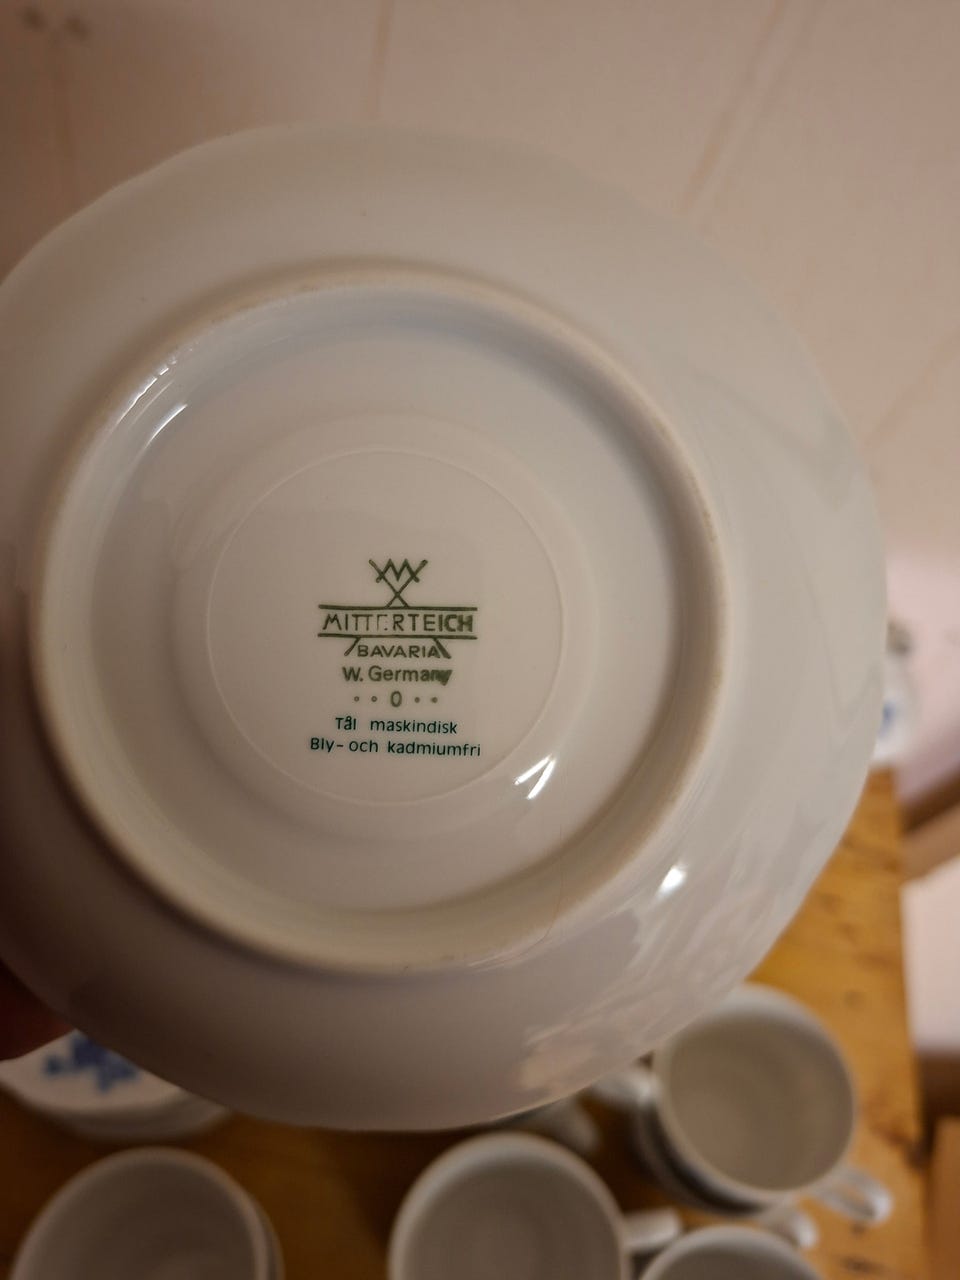 MITTERTEICH
BAVARIA
W. Germany
· · 0 · ·
Tål maskindisk
Bly- och kadmiumfri